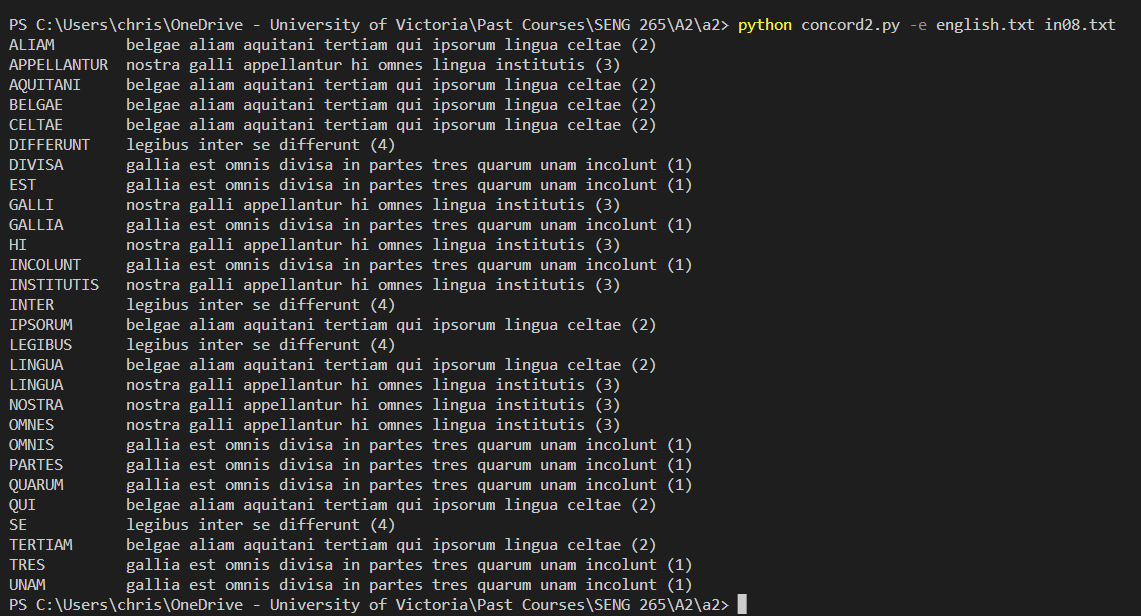 PS C:\Users\chris\OneDrive - University of Victoria\Past Courses\SENG 265\A2\a2> python concord2.py -e english.txt in08.txt
ALIAM        belgae aliam aquitani tertiam qui ipsorum lingua celtae (2)
APPELLANTUR  nostra galli appellantur hi omnes lingua institutis (3)
AQUITANI     belgae aliam aquitani tertiam qui ipsorum lingua celtae (2)
BELGAE       belgae aliam aquitani tertiam qui ipsorum lingua celtae (2)
CELTAE       belgae aliam aquitani tertiam qui ipsorum lingua celtae (2)
DIFFERUNT    legibus inter se differunt (4)
DIVISA       gallia est omnis divisa in partes tres quarum unam incolunt (1)
EST          gallia est omnis divisa in partes tres quarum unam incolunt (1)
GALLI        nostra galli appellantur hi omnes lingua institutis (3)
GALLIA       gallia est omnis divisa in partes tres quarum unam incolunt (1)
HI           nostra galli appellantur hi omnes lingua institutis (3)
INCOLUNT     gallia est omnis divisa in partes tres quarum unam incolunt (1)
INSTITUTIS   nostra galli appellantur hi omnes lingua institutis (3)
INTER        legibus inter se differunt (4)
IPSORUM      belgae aliam aquitani tertiam qui ipsorum lingua celtae (2)
LEGIBUS      legibus inter se differunt (4)
LINGUA       belgae aliam aquitani tertiam qui ipsorum lingua celtae (2)
LINGUA       nostra galli appellantur hi omnes lingua institutis (3)
NOSTRA       nostra galli appellantur hi omnes lingua institutis (3)
OMNES        nostra galli appellantur hi omnes lingua institutis (3)
OMNIS        gallia est omnis divisa in partes tres quarum unam incolunt (1)
PARTES       gallia est omnis divisa in partes tres quarum unam incolunt (1)
QUARUM       gallia est omnis divisa in partes tres quarum unam incolunt (1)
QUI          belgae aliam aquitani tertiam qui ipsorum lingua celtae (2)
SE           legibus inter se differunt (4)
TERTIAM      belgae aliam aquitani tertiam qui ipsorum lingua celtae (2)
TRES         gallia est omnis divisa in partes tres quarum unam incolunt (1)
UNAM         gallia est omnis divisa in partes tres quarum unam incolunt (1)
PS C:\Users\chris\OneDrive - University of Victoria\Past Courses\SENG 265\A2\a2>